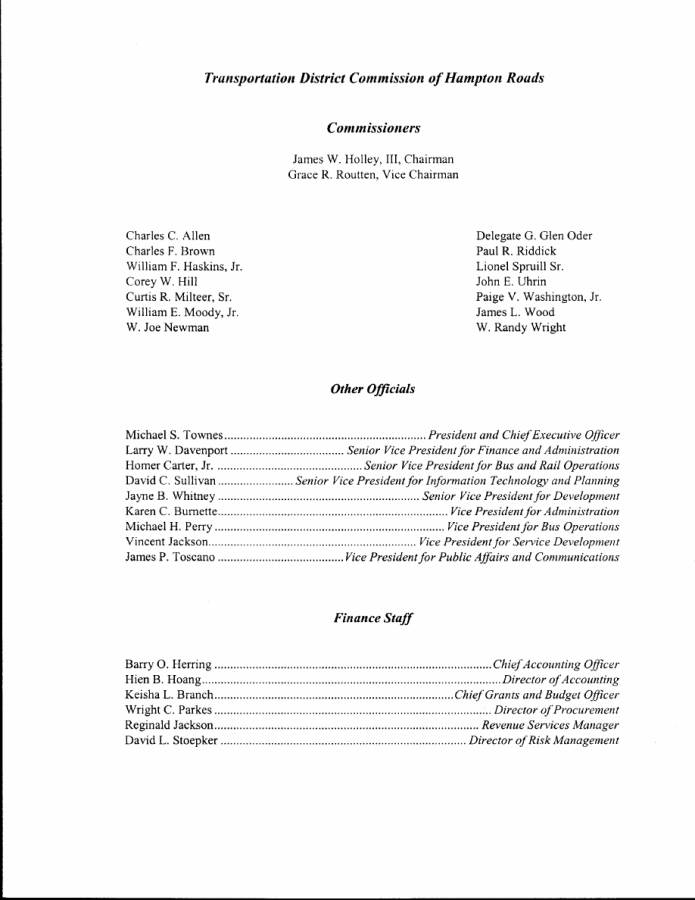 Transportation District Commission of Hampton Roads
Commissioners
James W. Holley, III, Chairman
Grace R. Routten, Vice Chairman
Charles C. Allen
Charles F. Brown
William F. Haskins, Jr.
Corey W. Hill
Curtis R. Milteer, Sr.
William E. Moody, Jr.
W. Joe Newman
Delegate G. Glen Oder
Paul R. Riddick
Lionel Spruill Sr.
John E. Uhrin
Paige V. Washington, Jr.
James L. Wood
W. Randy Wright
Other Officials
Michael S. Townes................................................................ President and Chief Executive Officer
Larry W. Davenport .................................... Senior Vice President for Finance and Administration
Homer Carter, Jr. .............................................. Senior Vice President for Bus and Rail Operations
David C. Sullivan ........................ Senior Vice President for Information Technology and Planning
Jayne B. Whitney ................................................................ Senior Vice President for Development
Karen C. Burnette......................................................................... Vice President for Administration
Michael H. Perry ......................................................................... Vice President for Bus Operations
Vincent Jackson.................................................................. Vice President for Service Development
James P. Toscano ........................................ Vice President for Public Affairs and Communications
Finance Staff
Barry O. Herring ........................................................................................ Chief Accounting Officer
Hien B. Hoang............................................................................................... Director of Accounting
Keisha L. Branch............................................................................ Chief Grants and Budget Officer
Wright C. Parkes ........................................................................................ Director of Procurement
Reginald Jackson.................................................................................... Revenue Services Manager
David L. Stoepker .............................................................................. Director of Risk Management